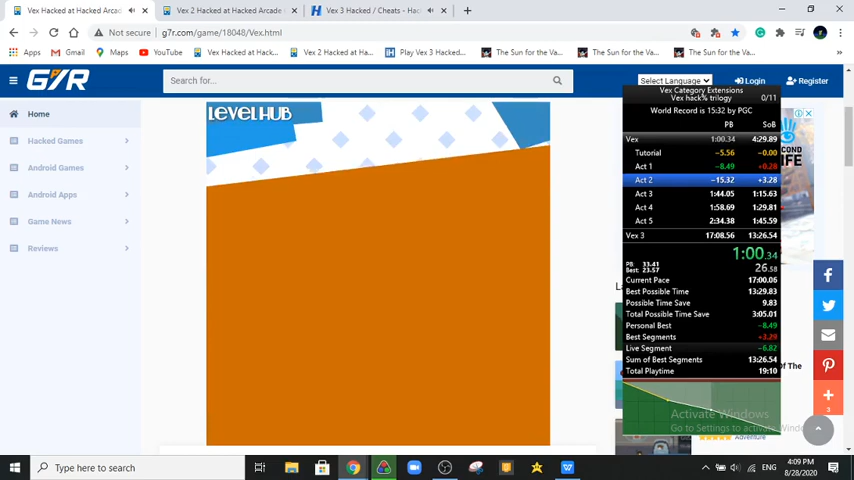 Vex Hacked at Hacked Arcad
Vex 2 Hacked at Hacked Arcade
Vex 3 Hacked / Cheats - Hac
Not secure
g7r.com/game/18048/Vex.html
Apps
Gmail
Maps
YouTube
Vex Hacked at Hack...
Vex 2 Hacked at Ha...
Play Vex 3 Hacked...
The Sun for the Va...
The Sun for the Va...
The Sun for the Va...
G7R
Search for...
Select Language
Login
Register
Home
Hacked Games
Android Games
Android Apps
Game News
Reviews
LEVEL HUB
Vex Category Extensions
Vex hack% trilogy 0/11
World Record is 15:32 by PGC
PB SoB
Vex 1:00.34 4:29.89
Tutorial −5.56 −0.00
Act 1 −8.49 +0.28
Act 2 −15.32 +3.28
Act 3 1:44.05 1:15.63
Act 4 1:58.69 1:29.81
Act 5 2:34.38 1:45.59
Vex 3 17:08.56 13:26.54
1:00.34
PB: 33.41
Best: 23.57
26.58
Current Pace 17:00.06
Best Possible Time 13:29.83
Possible Time Save 9.83
Total Possible Time Save 3:05.01
Personal Best −8.49
Best Segments +3.29
Live Segment −6.82
Sum of Best Segments 13:26.54
Total Playtime 19:10
Activate Windows
Go to Settings to activate Windo
of The
Adventure
3
Type here to search
ENG
4:09 PM
8/28/2020